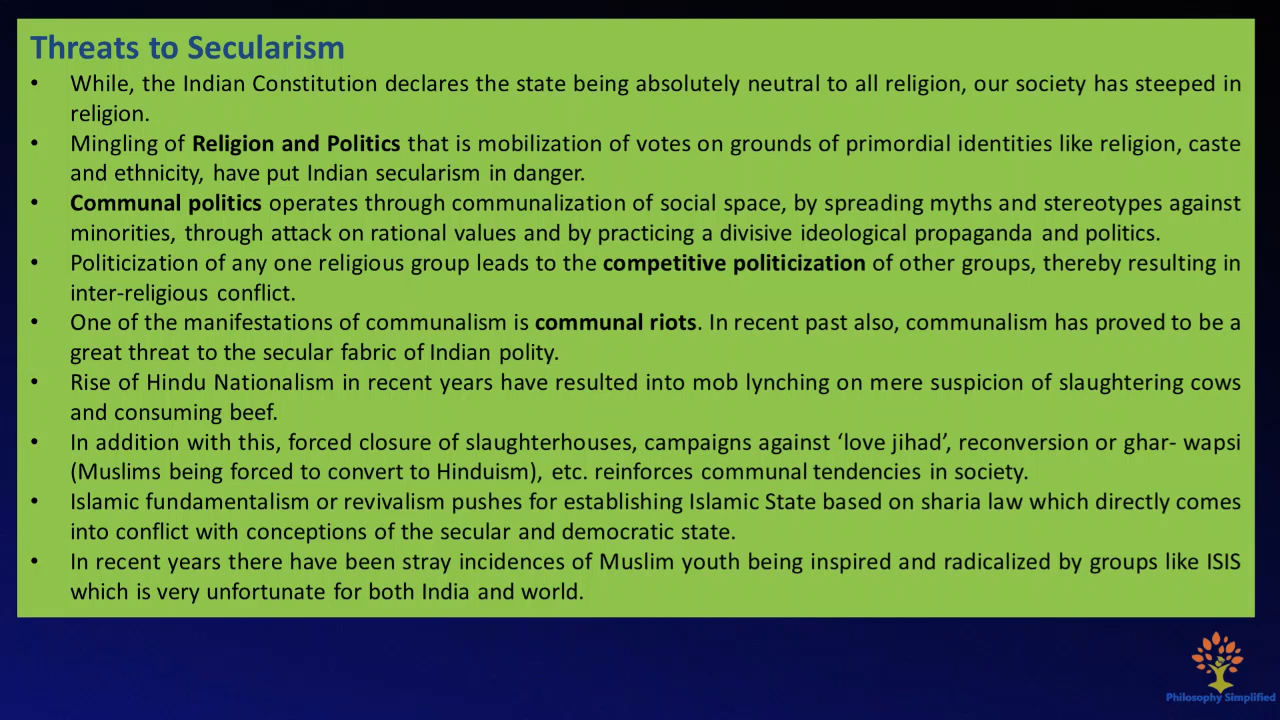 Threats to Secularism
• While, the Indian Constitution declares the state being absolutely neutral to all religion, our society has steeped in
religion.
• Mingling of Religion and Politics that is mobilization of votes on grounds of primordial identities like religion, caste
and ethnicity, have put Indian secularism in danger.
• Communal politics operates through communalization of social space, by spreading myths and stereotypes against
minorities, through attack on rational values and by practicing a divisive ideological propaganda and politics.
• Politicization of any one religious group leads to the competitive politicization of other groups, thereby resulting in
inter-religious conflict.
• One of the manifestations of communalism is communal riots. In recent past also, communalism has proved to be a
great threat to the secular fabric of Indian polity.
• Rise of Hindu Nationalism in recent years have resulted into mob lynching on mere suspicion of slaughtering cows
and consuming beef.
• In addition with this, forced closure of slaughterhouses, campaigns against ‘love jihad’, reconversion or ghar- wapsi
(Muslims being forced to convert to Hinduism), etc. reinforces communal tendencies in society.
• Islamic fundamentalism or revivalism pushes for establishing Islamic State based on sharia law which directly comes
into conflict with conceptions of the secular and democratic state.
• In recent years there have been stray incidences of Muslim youth being inspired and radicalized by groups like ISIS
which is very unfortunate for both India and world.
Philosophy Simplified